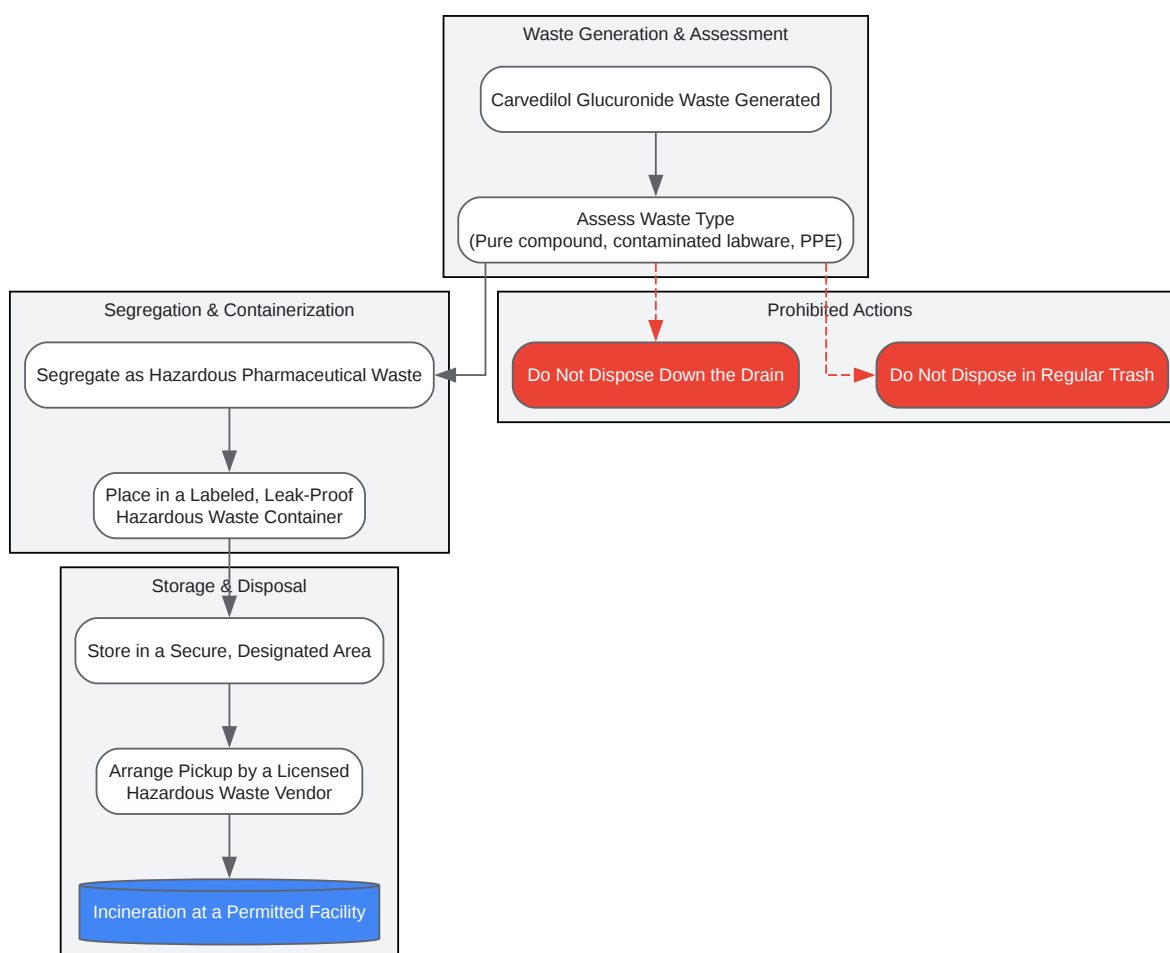 Waste Generation & Assessment
Carvedilol Glucuronide Waste Generated
Assess Waste Type
(Pure compound, contaminated labware, PPE)
Segregation & Containerization
Segregate as Hazardous Pharmaceutical Waste
Place in a Labeled, Leak-Proof
Hazardous Waste Container
Prohibited Actions
Do Not Dispose Down the Drain
Do Not Dispose in Regular Trash
Storage & Disposal
Store in a Secure, Designated Area
Arrange Pickup by a Licensed
Hazardous Waste Vendor
Incineration at a Permitted Facility